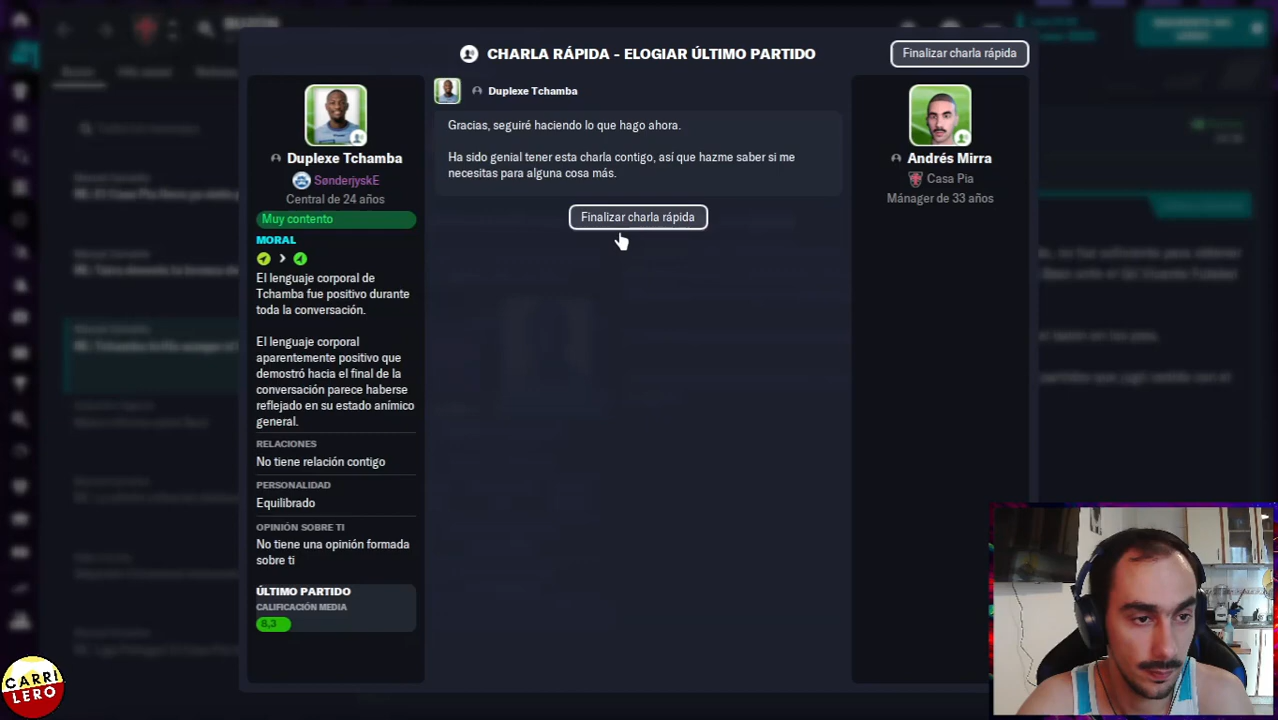 CHARLA RÁPIDA - ELOGIAR ÚLTIMO PARTIDO
Finalizar charla rápida
Duplexe Tchamba
SønderjyskE
Central de 24 años
Muy contento
MORAL
El lenguaje corporal de
Tchamba fue positivo durante
toda la conversación.
El lenguaje corporal
aparentemente positivo que
demostró hacia el final de la
conversación parece haberse
reflejado en su estado anímico
general.
RELACIONES
No tiene relación contigo
PERSONALIDAD
Equilibrado
OPINIÓN SOBRE TI
No tiene una opinión formada
sobre ti
ÚLTIMO PARTIDO
CALIFICACIÓN MEDIA
8,3
Duplexe Tchamba
Gracias, seguiré haciendo lo que hago ahora.
Ha sido genial tener esta charla contigo, así que hazme saber si me
necesitas para alguna cosa más.
Finalizar charla rápida
Andrés Mirra
Casa Pia
Mánager de 33 años
CARRI
LERO